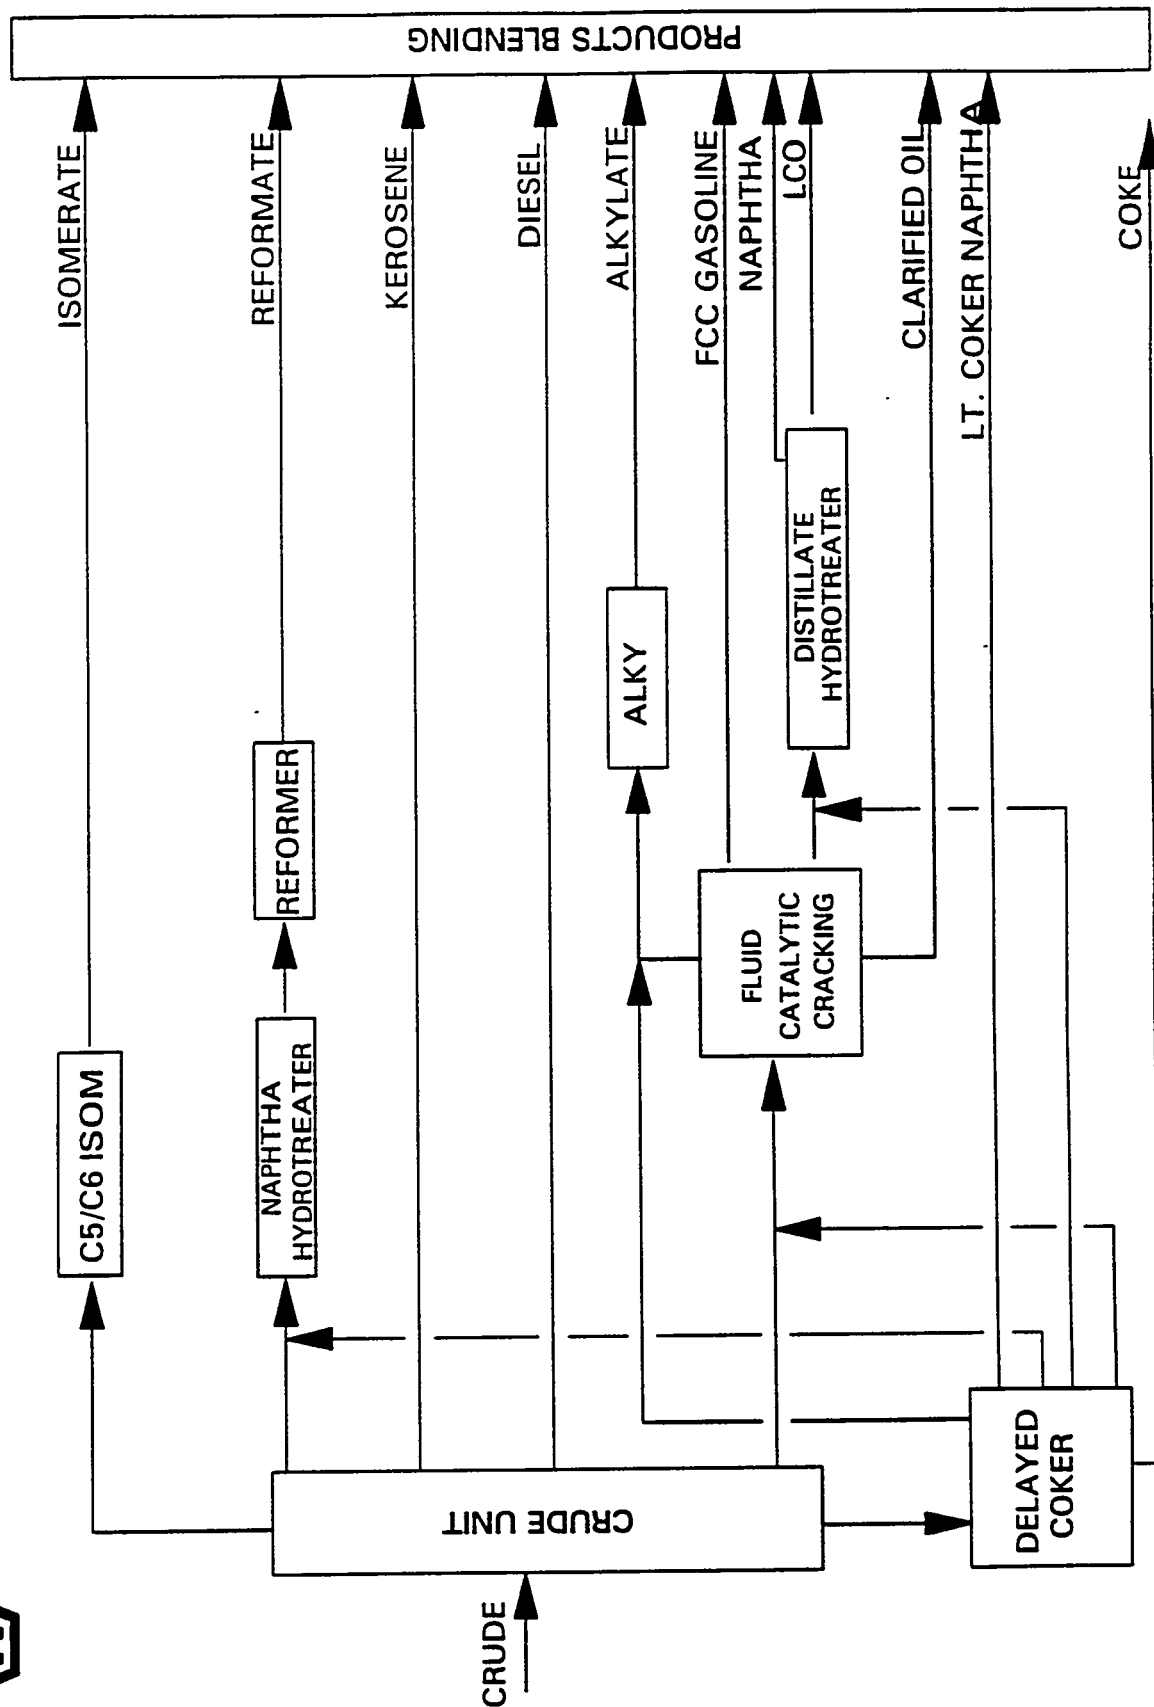 CRUDE
CRUDE UNIT
C5/C6 ISOM
ISOMERATE
NAPHTHA
HYDROTREATER
REFORMER
REFORMATE
KEROSENE
DIESEL
ALKY
ALKYLATE
FLUID
CATALYTIC
CRACKING
FCC GASOLINE
DISTILLATE
HYDROTREATER
NAPHTHA
LCO
CLARIFIED OIL
DELAYED
COKER
LT. COKER NAPHTHA
COKE
PRODUCTS BLENDING